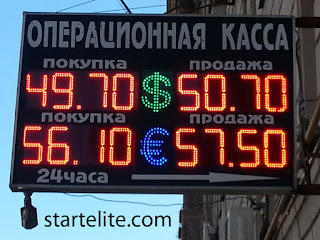 ОПЕРАЦИОННАЯ КАССА
покупка продажа
49.70 $ 50.70
покупка продажа
56.10 € 57.50
24часа
startelite.com